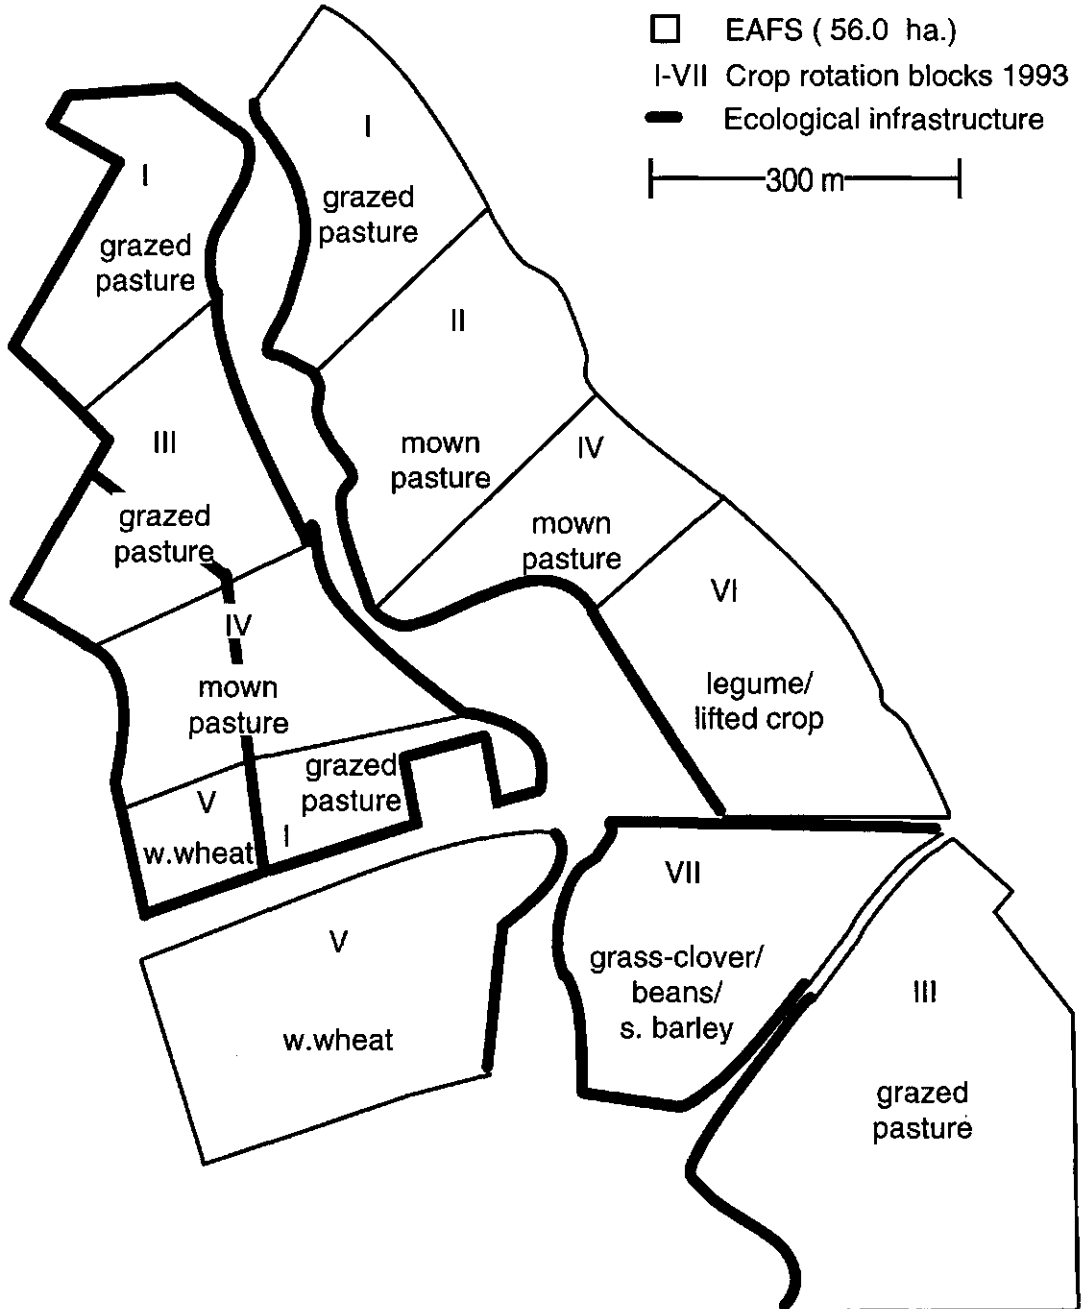 EAFS ( 56.0 ha.)
I-VII Crop rotation blocks 1993
Ecological infrastructure
300 m
I
grazed
pasture
I
grazed
pasture
II
mown
pasture
III
grazed
pasture
IV
mown
pasture
IV
mown
pasture
VI
legume/
lifted crop
grazed
pasture
I
V
w.wheat
V
w.wheat
VII
grass-clover/
beans/
s. barley
III
grazed
pasture